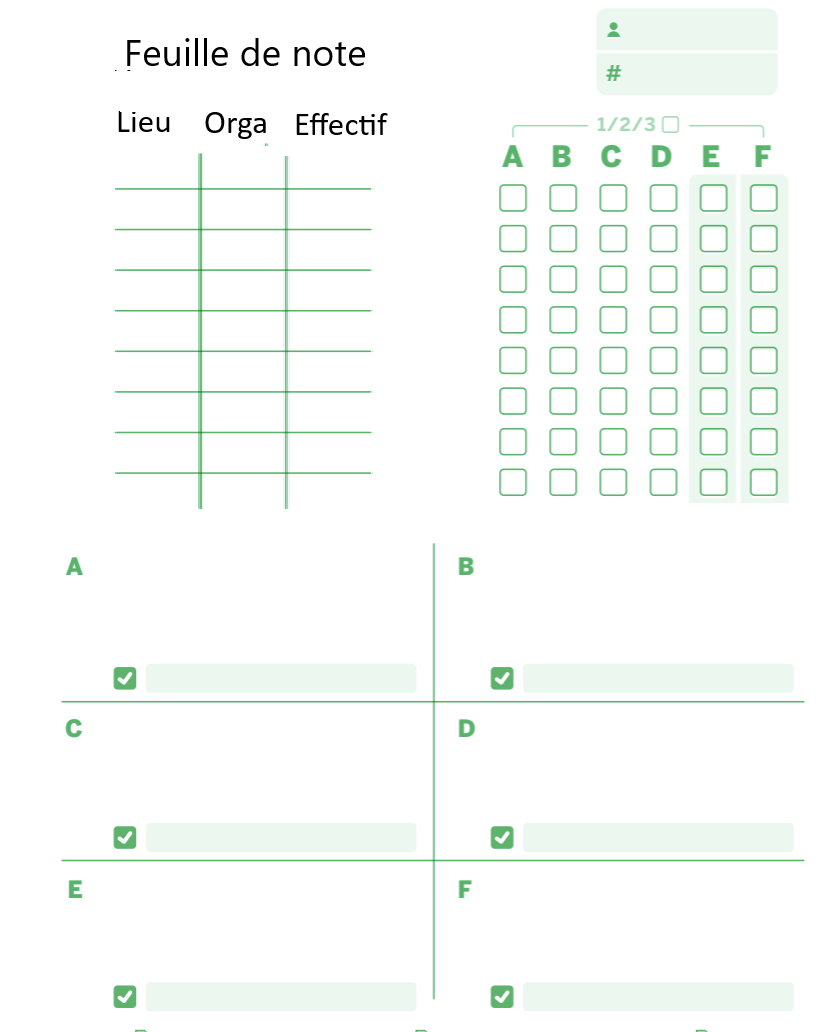 Feuille de note
#
Lieu Orga Effectif
1/2/3
A B C D E F
A
B
C
D
E
F